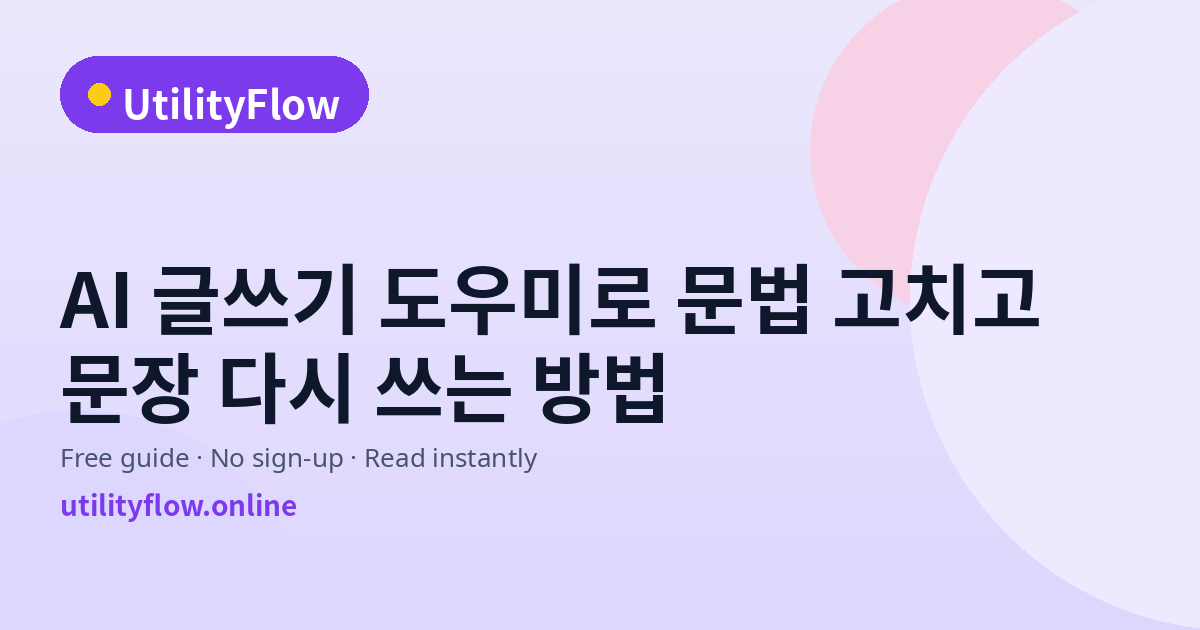 UtilityFlow
AI 글쓰기 도우미로 문법 고치고
문장 다시 쓰는 방법
Free guide · No sign-up · Read instantly
utilityflow.online